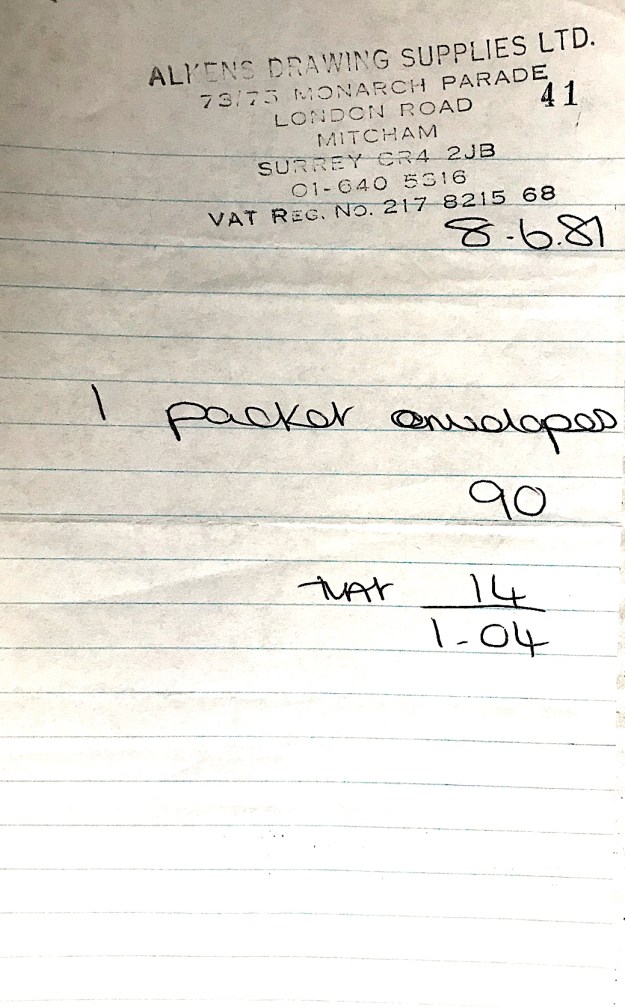 ALKENS DRAWING SUPPLIES LTD.
73/75 MONARCH PARADE
41
LONDON ROAD
MITCHAM
SURREY CR4 2JB
01-640 5316
VAT REG. NO. 217 8215 68
8.6.81
1 packet envelopes
90
+VAT 14
1-04